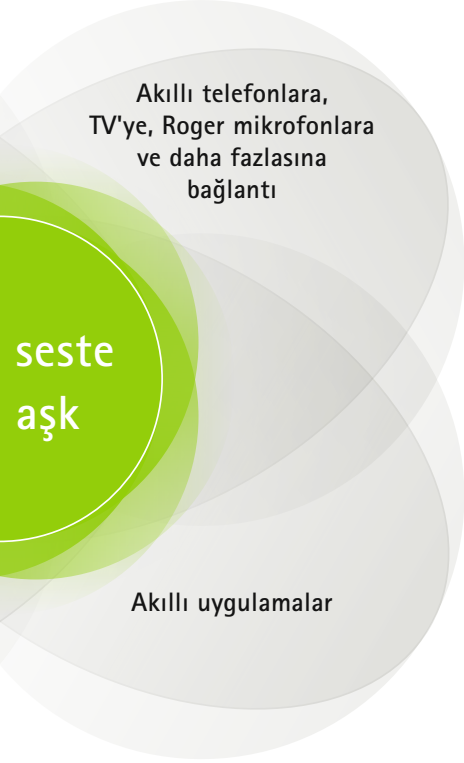 Akıllı telefonlara,
TV'ye, Roger mikrofonlara
ve daha fazlasına
bağlantı
seste
aşk
Akıllı uygulamalar